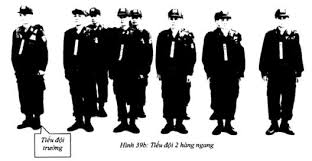 Tiểu đội
trưởng
Hình 39b: Tiểu đội 2 hàng ngang